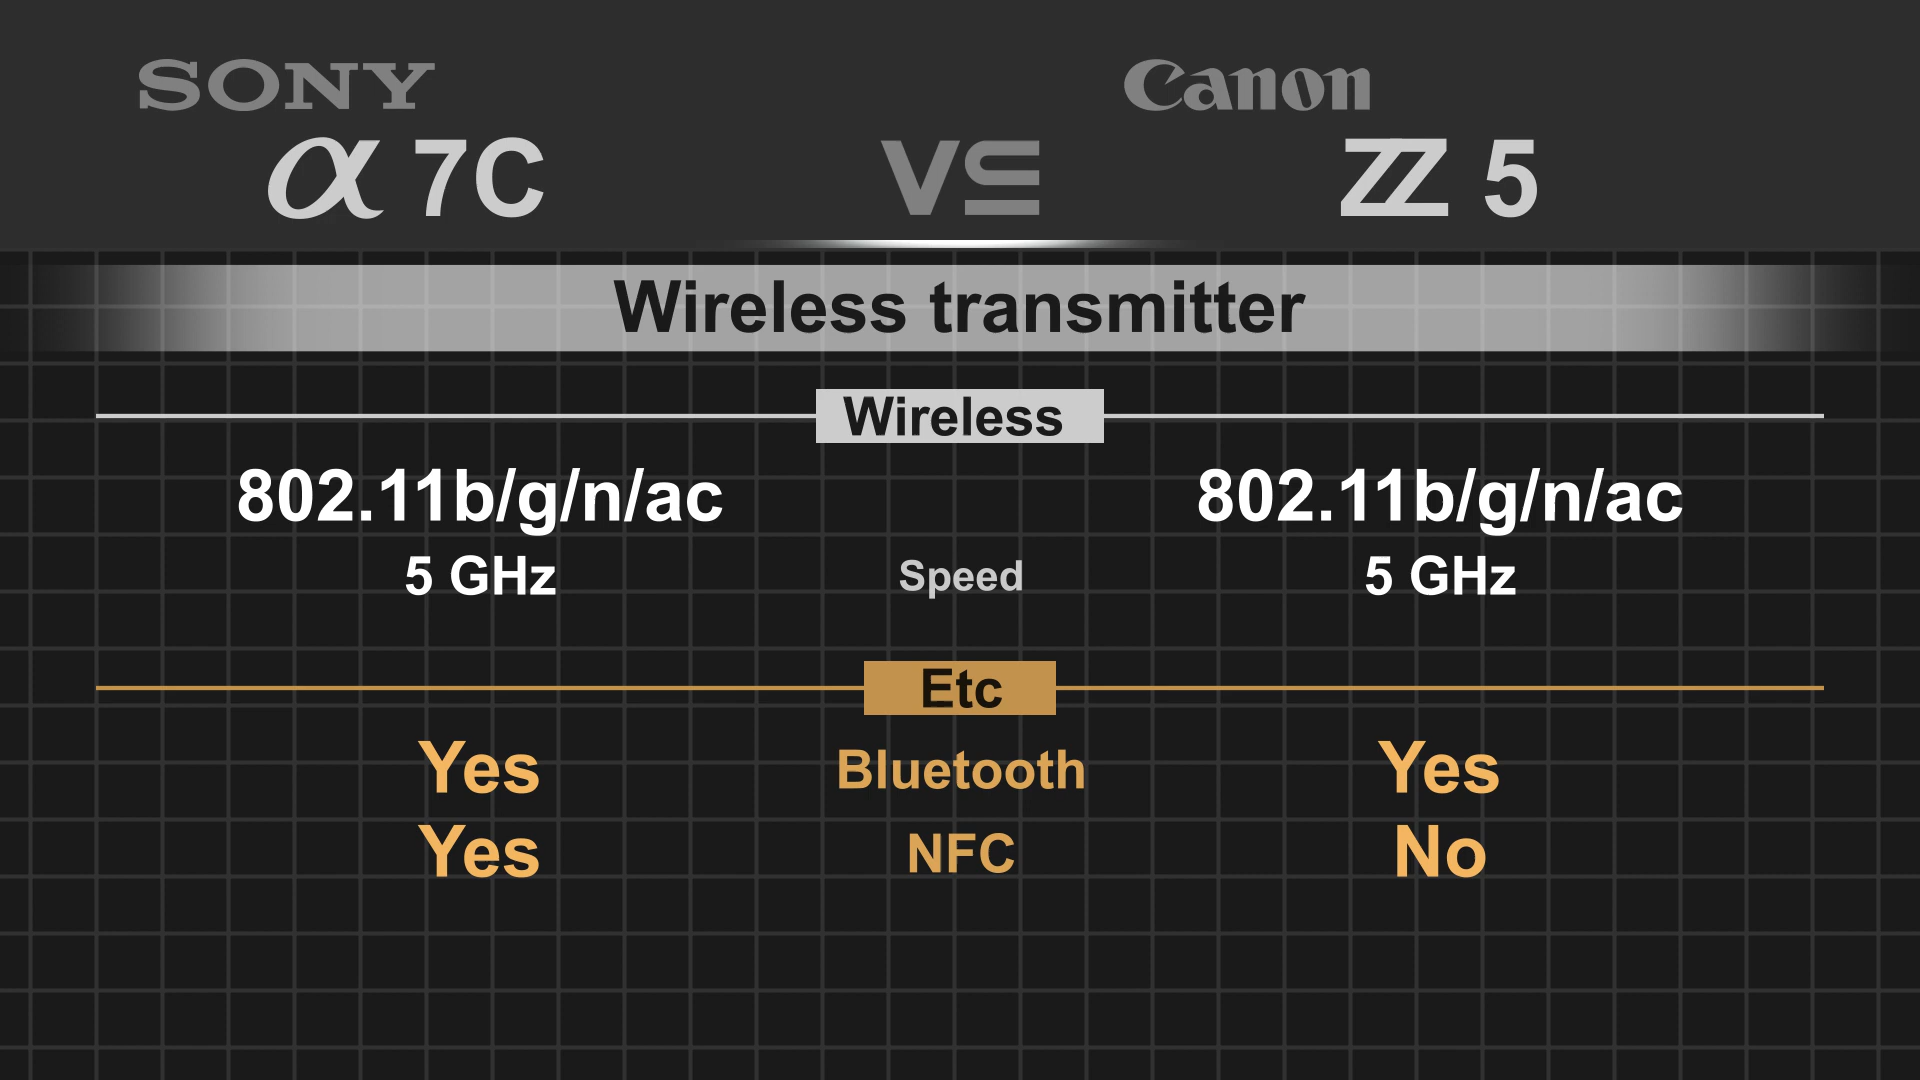 SONY
α 7C
VS
Canon
Z 5
Wireless transmitter
Wireless
802.11b/g/n/ac
802.11b/g/n/ac
5 GHz
Speed
5 GHz
Etc
Yes
Bluetooth
Yes
Yes
NFC
No